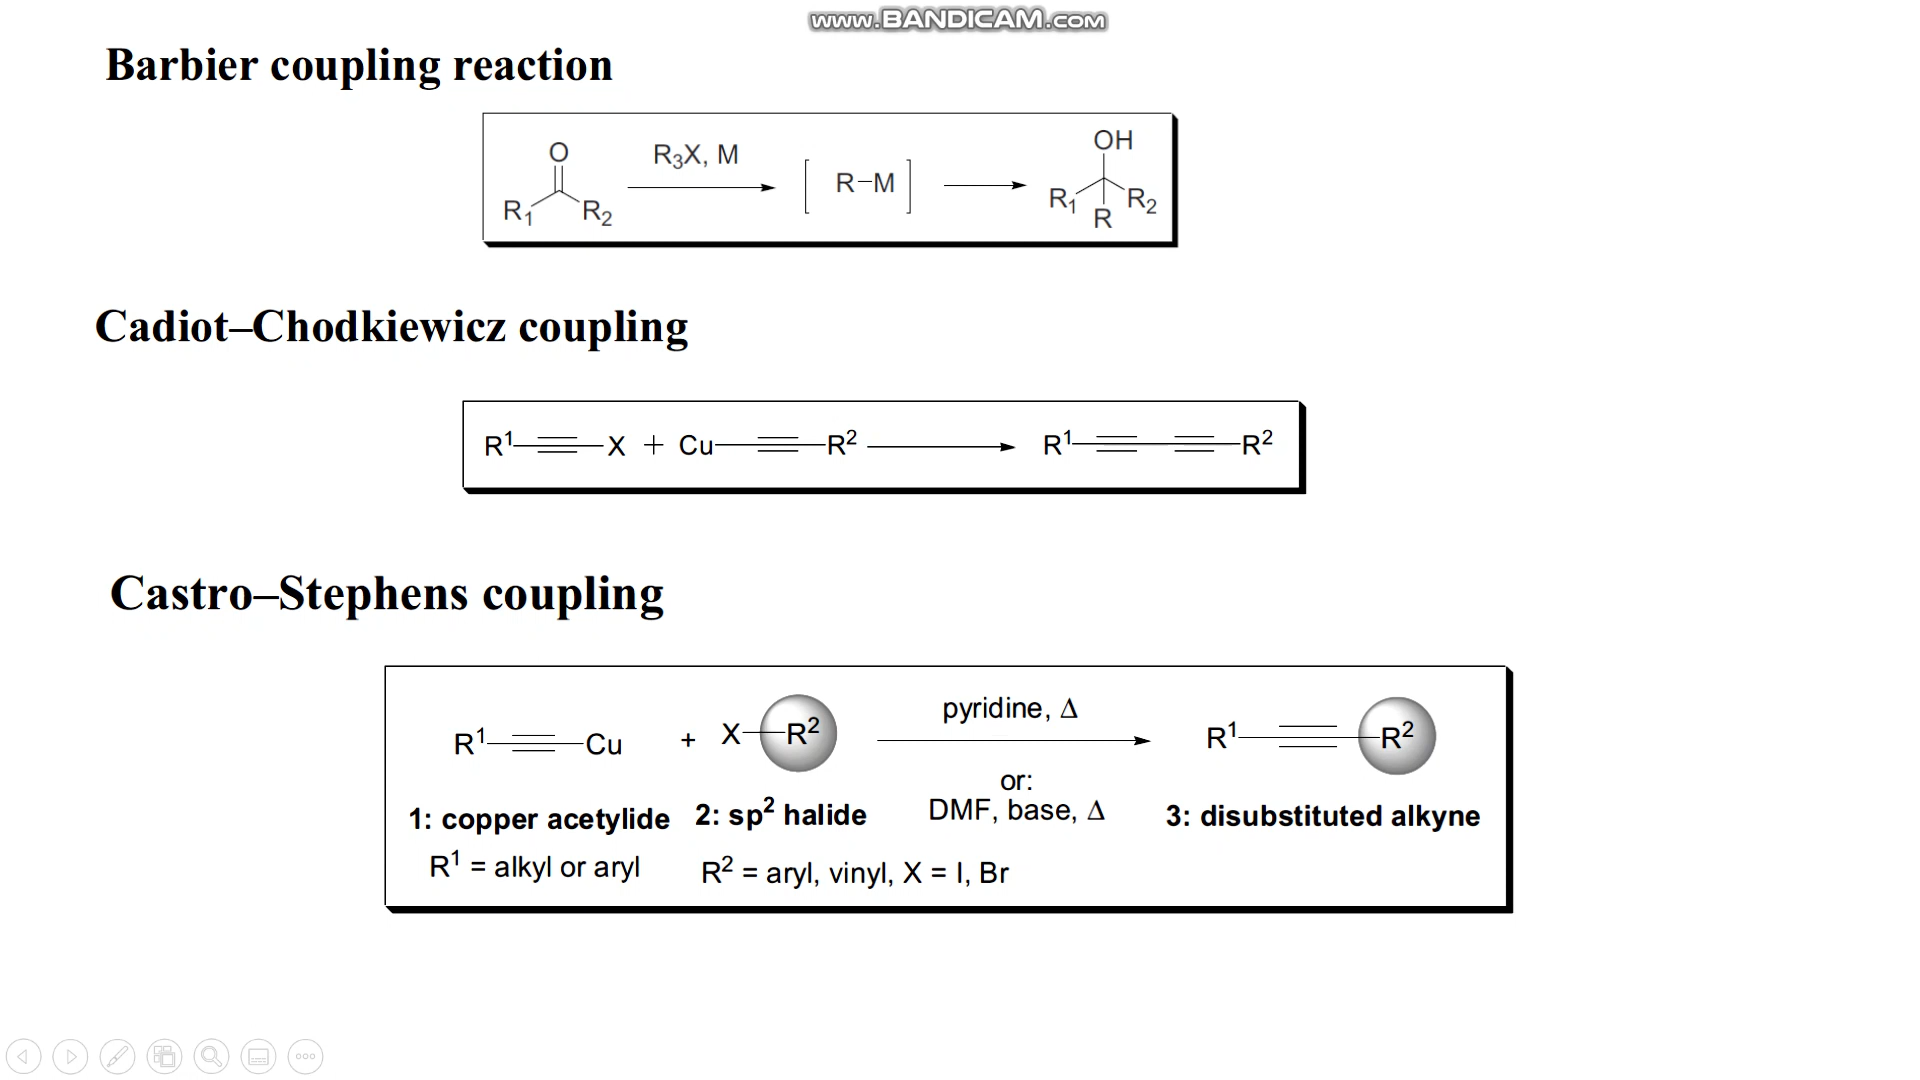 www.BANDICAM.com
Barbier coupling reaction
O
R1 R2
R3X, M
[ R–M ]
OH
R1 R2
R
Cadiot–Chodkiewicz coupling
R1 X + Cu R2 R1 R2
Castro–Stephens coupling
R1 Cu + X R2 pyridine, Δ R1 R2
or:
1: copper acetylide 2: sp2 halide DMF, base, Δ 3: disubstituted alkyne
R1 = alkyl or aryl R2 = aryl, vinyl, X = I, Br